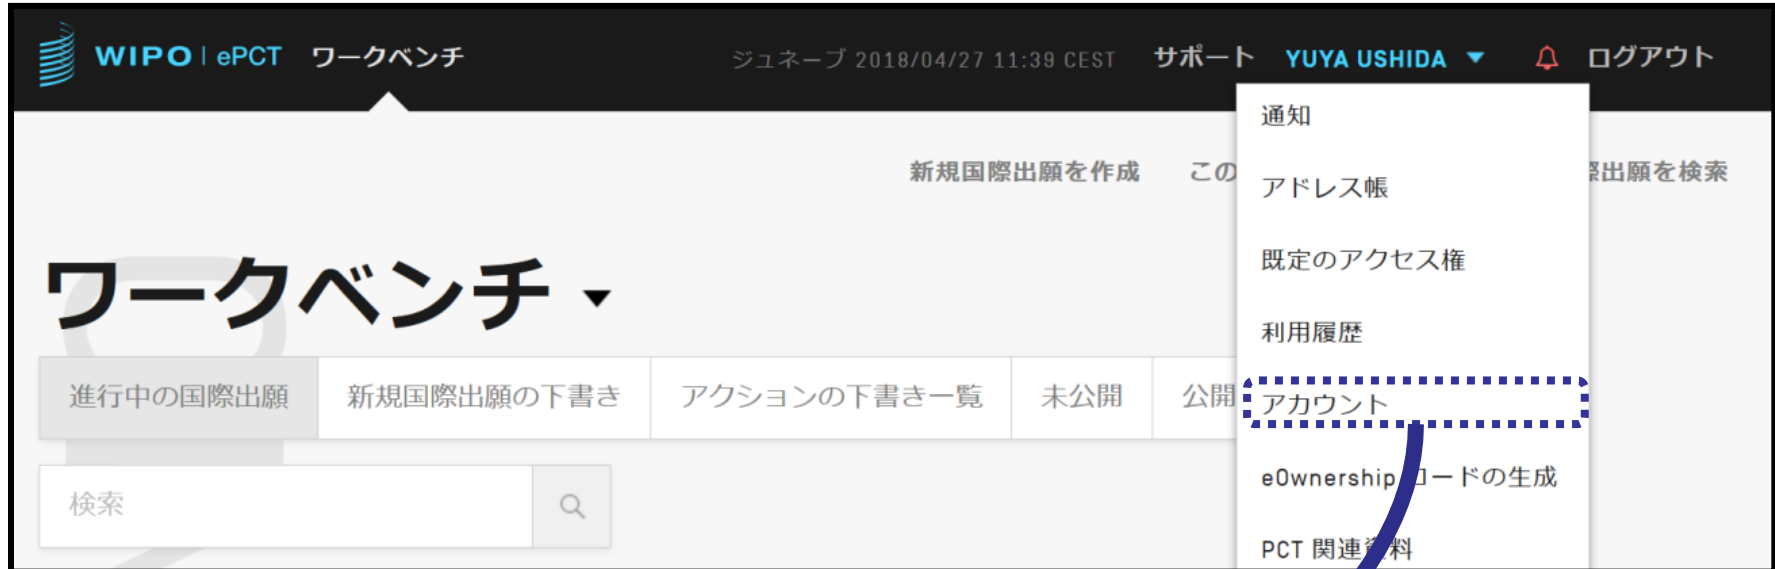 WIPO | ePCT ワークベンチ ジュネーブ 2018/04/27 11:39 CEST サポート YUYA USHIDA ログアウト
通知
新規国際出願を作成 この 出願を検索
アドレス帳
既定のアクセス権
ワークベンチ
利用履歴
進行中の国際出願 新規国際出願の下書き アクションの下書き一覧 未公開 公開
アカウント
eOwnership コードの生成
検索
PCT 関連資料